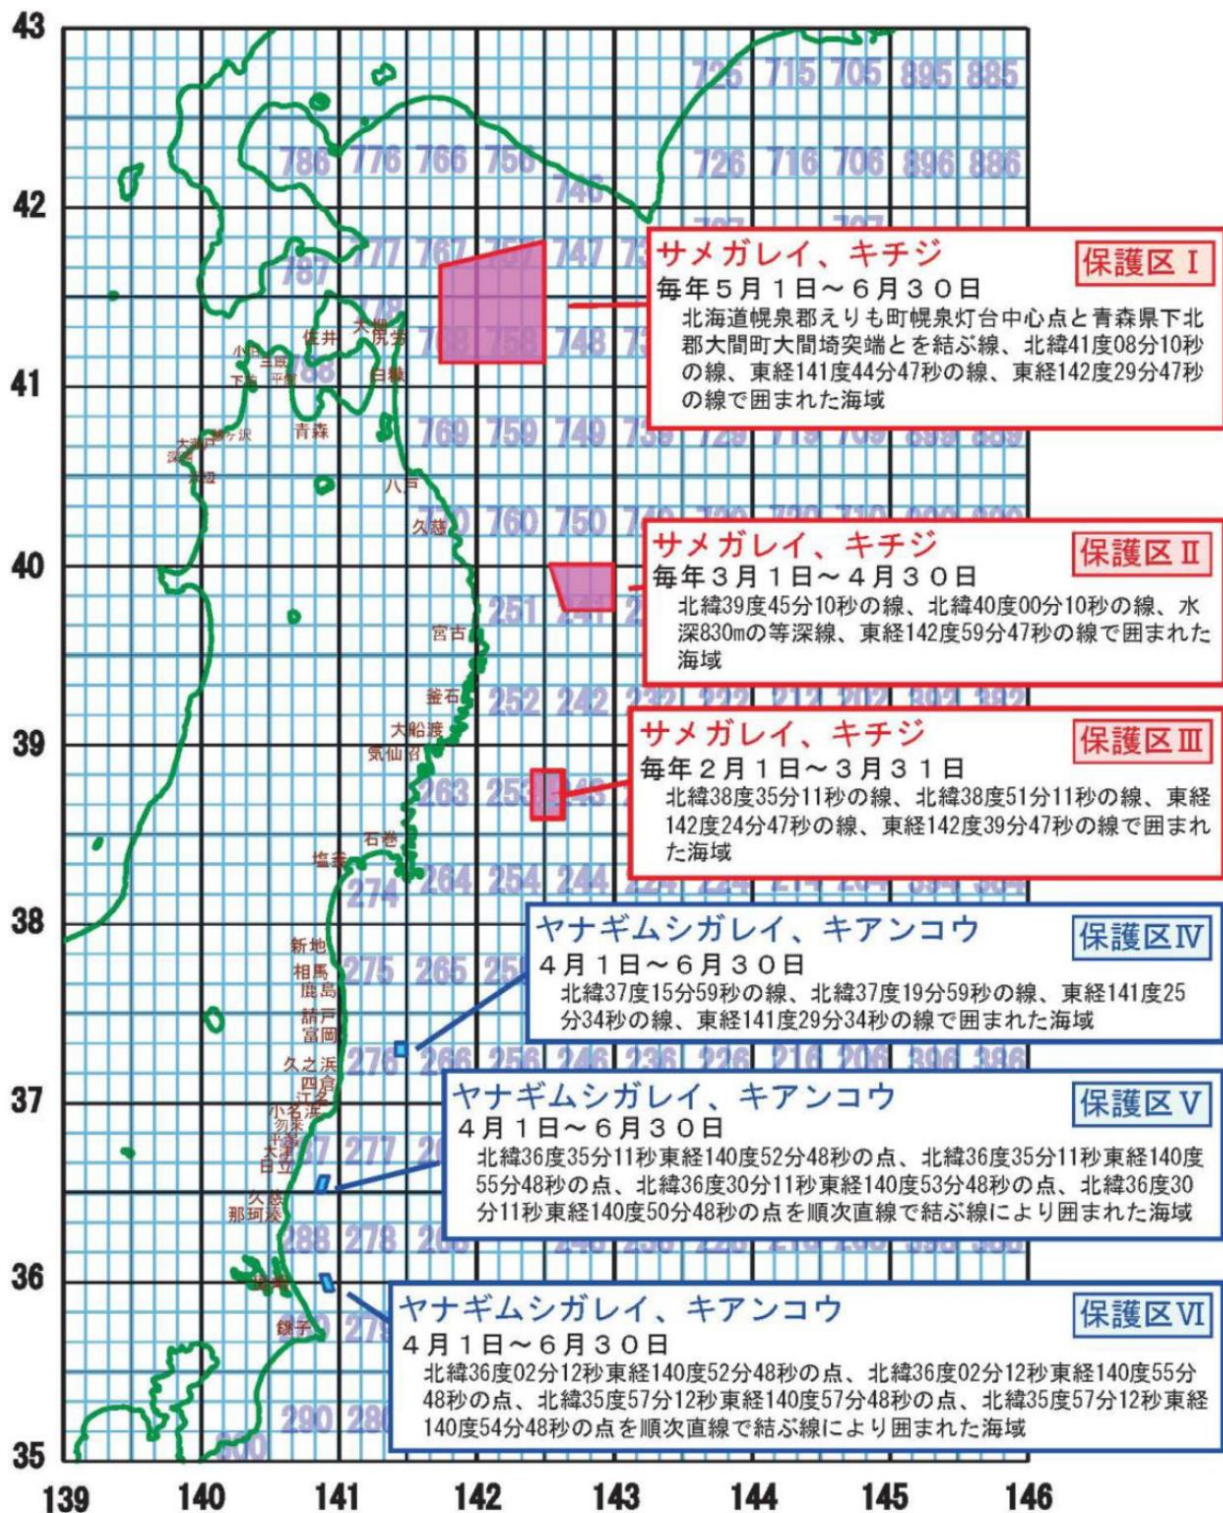 43
725 715 705 895 885
786 776 766 756
746
726 716 706 896 886
42
777 767 757 747
787
サメガレイ、キチジ
保護区Ⅰ
毎年5月1日～6月30日
北海道幌泉郡えりも町幌泉灯台中心点と青森県下北
郡大間町大間埼突端とを結ぶ線、北緯41度08分10秒
の線、東経141度44分47秒の線、東経142度29分47秒
の線で囲まれた海域
佐井
尻労
758 748
白糠
41
青森
769 759 749 739 729 719 709 899 889
八戸
久慈
760 750
サメガレイ、キチジ
保護区Ⅱ
毎年3月1日～4月30日
北緯39度45分10秒の線、北緯40度00分10秒の線、水
深830mの等深線、東経142度59分47秒の線で囲まれた
海域
40
251 241
宮古
釜石
252 242 232 222 212 202 392 382
大船渡
39
気仙沼
サメガレイ、キチジ
保護区Ⅲ
毎年2月1日～3月31日
北緯38度35分11秒の線、北緯38度51分11秒の線、東経
142度24分47秒の線、東経142度39分47秒の線で囲まれ
た海域
263 253 243
石巻
塩釜
274 264 254 244
38
新地
相馬
鹿島
請戸
富岡
275 265
ヤナギムシガレイ、キアンコウ
保護区Ⅳ
4月1日～6月30日
北緯37度15分59秒の線、北緯37度19分59秒の線、東経141度25
分34秒の線、東経141度29分34秒の線で囲まれた海域
276 266 256 246 236 226 216 206 396 386
久之浜
四倉
37
江名
小名浜
勿来
大津
日立
277
ヤナギムシガレイ、キアンコウ
保護区Ⅴ
4月1日～6月30日
北緯36度35分11秒東経140度52分48秒の点、北緯36度35分11秒東経140度
55分48秒の点、北緯36度30分11秒東経140度53分48秒の点、北緯36度30
分11秒東経140度50分48秒の点を順次直線で結ぶ線により囲まれた海域
久慈
那珂湊
288 278 268
36
銚子
279
ヤナギムシガレイ、キアンコウ
保護区Ⅵ
4月1日～6月30日
北緯36度02分12秒東経140度52分48秒の点、北緯36度02分12秒東経140度55分
48秒の点、北緯35度57分12秒東経140度57分48秒の点、北緯35度57分12秒東経
140度54分48秒の点を順次直線で結ぶ線により囲まれた海域
290
35
139 140 141 142 143 144 145 146